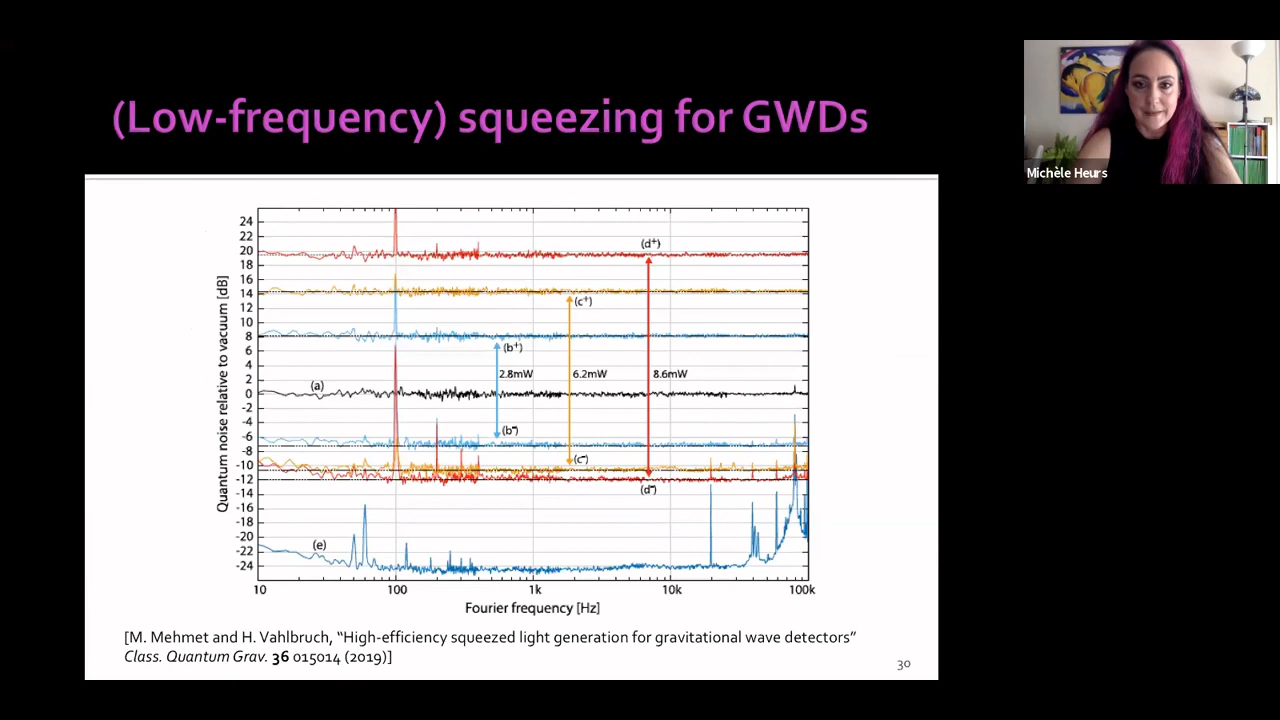 (Low-frequency) squeezing for GWDs
Michèle Heurs
Quantum noise relative to vacuum [dB]
24
22
20
18
16
14
12
10
8
6
4
2
0
-2
-4
-6
-8
-10
-12
-14
-16
-18
-20
-22
-24
(d+)
(c+)
(b+)
2.8mW
6.2mW
8.6mW
(a)
(b-)
(c-)
(d-)
(e)
10
100
1k
10k
100k
Fourier frequency [Hz]
[M. Mehmet and H. Vahlbruch, “High-efficiency squeezed light generation for gravitational wave detectors”
Class. Quantum Grav. 36 015014 (2019)]
30